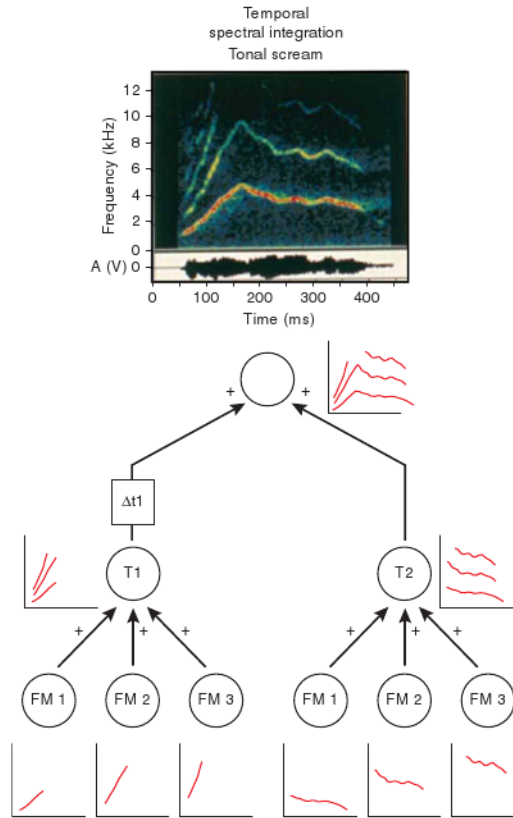 Temporal
spectral integration
Tonal scream
Frequency (kHz)
12
10
8
6
4
2
0
A (V) 0
0 100 200 300 400
Time (ms)
+ +
Δt1
T1 T2
+ + + + + +
FM 1 FM 2 FM 3 FM 1 FM 2 FM 3